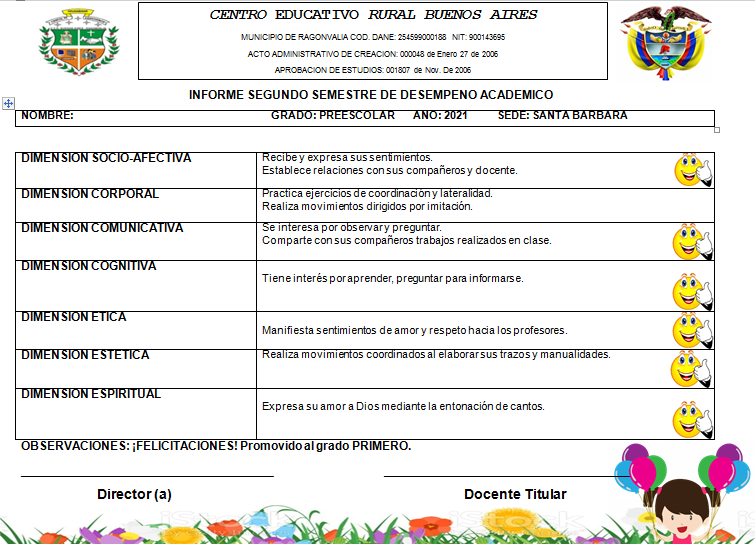 CENTRO EDUCATIVO RURAL BUENOS AIRES
MUNICIPIO DE RAGONVALIA COD. DANE: 254599000188 NIT: 900143695
ACTO ADMINISTRATIVO DE CREACION: 000048 de Enero 27 de 2006
APROBACION DE ESTUDIOS: 001807 de Nov. De 2006
INFORME SEGUNDO SEMESTRE DE DESEMPENO ACADEMICO
NOMBRE: GRADO: PREESCOLAR ANO: 2021 SEDE: SANTA BARBARA
DIMENSION SOCIO-AFECTIVA Recibe y expresa sus sentimientos.
Establece relaciones con sus compañeros y docente.
DIMENSION CORPORAL Practica ejercicios de coordinación y lateralidad.
Realiza movimientos dirigidos por imitación.
DIMENSION COMUNICATIVA Se interesa por observar y preguntar.
Comparte con sus compañeros trabajos realizados en clase.
DIMENSION COGNITIVA
Tiene interés por aprender, preguntar para informarse.
DIMENSION ETICA
Manifiesta sentimientos de amor y respeto hacia los profesores.
DIMENSION ESTETICA Realiza movimientos coordinados al elaborar sus trazos y manualidades.
DIMENSION ESPIRITUAL
Expresa su amor a Dios mediante la entonación de cantos.
OBSERVACIONES: ¡FELICITACIONES! Promovido al grado PRIMERO.
Director (a) Docente Titular
iStock